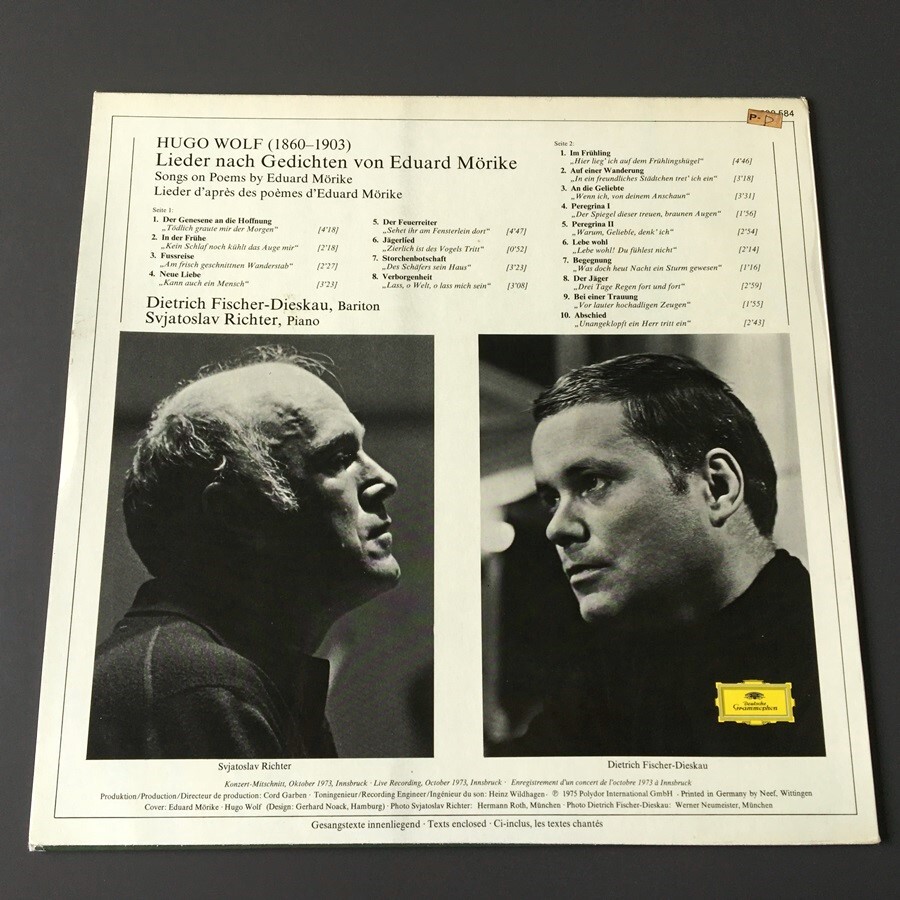 584
P-
HUGO WOLF (1860–1903)
Lieder nach Gedichten von Eduard Mörike
Songs on Poems by Eduard Mörike
Lieder d'après des poèmes d'Eduard Mörike
Seite 1:
1. Der Genesene an die Hoffnung
„Tödlich graute mir der Morgen“ [4'18]
2. In der Frühe
„Kein Schlaf noch kühlt das Auge mir“ [2'18]
3. Fussreise
„Am frisch geschnittnen Wanderstab“ [2'27]
4. Neue Liebe
„Kann auch ein Mensch“ [3'23]
5. Der Feuerreiter
„Sehet ihr am Fensterlein dort“ [4'47]
6. Jägerlied
„Zierlich ist des Vogels Tritt“ [0'52]
7. Storchenbotschaft
„Des Schäfers sein Haus“ [3'23]
8. Verborgenheit
„Lass, o Welt, o lass mich sein“ [3'08]
Seite 2:
1. Im Frühling
„Hier lieg' ich auf dem Frühlingshügel“ [4'46]
2. Auf einer Wanderung
„In ein freundliches Städtchen tret' ich ein“ [3'18]
3. An die Geliebte
„Wenn ich, von deinem Anschaun“ [3'31]
4. Peregrina I
„Der Spiegel dieser treuen, braunen Augen“ [1'56]
5. Peregrina II
„Warum, Geliebte, denk' ich“ [2'54]
6. Lebe wohl
„Lebe wohl! Du fühlest nicht“ [2'14]
7. Begegnung
„Was doch heut Nacht ein Sturm gewesen“ [1'16]
8. Der Jäger
„Drei Tage Regen fort und fort“ [2'59]
9. Bei einer Trauung
„Vor lauter hochadligen Zeugen“ [1'55]
10. Abschied
„Unangeklopft ein Herr tritt ein“ [2'43]
Dietrich Fischer-Dieskau, Bariton
Svjatoslav Richter, Piano
Deutsche
Grammophon
Svjatoslav Richter
Dietrich Fischer-Dieskau
Konzert-Mitschnitt, Oktober 1973, Innsbruck · Live Recording, October 1973, Innsbruck · Enregistrement d'un concert de l'octobre 1973 à Innsbruck
Produktion/Production/Directeur de production: Cord Garben · Toningenieur/Recording Engineer/Ingénieur du son: Heinz Wildhagen · ℗ 1975 Polydor International GmbH · Printed in Germany by Neef, Wittingen
Cover: Eduard Mörike · Hugo Wolf (Design: Gerhard Noack, Hamburg) · Photo Svjatoslav Richter: Hermann Roth, München · Photo Dietrich Fischer-Dieskau: Werner Neumeister, München
Gesangstexte innenliegend · Texts enclosed · Ci-inclus, les textes chantés